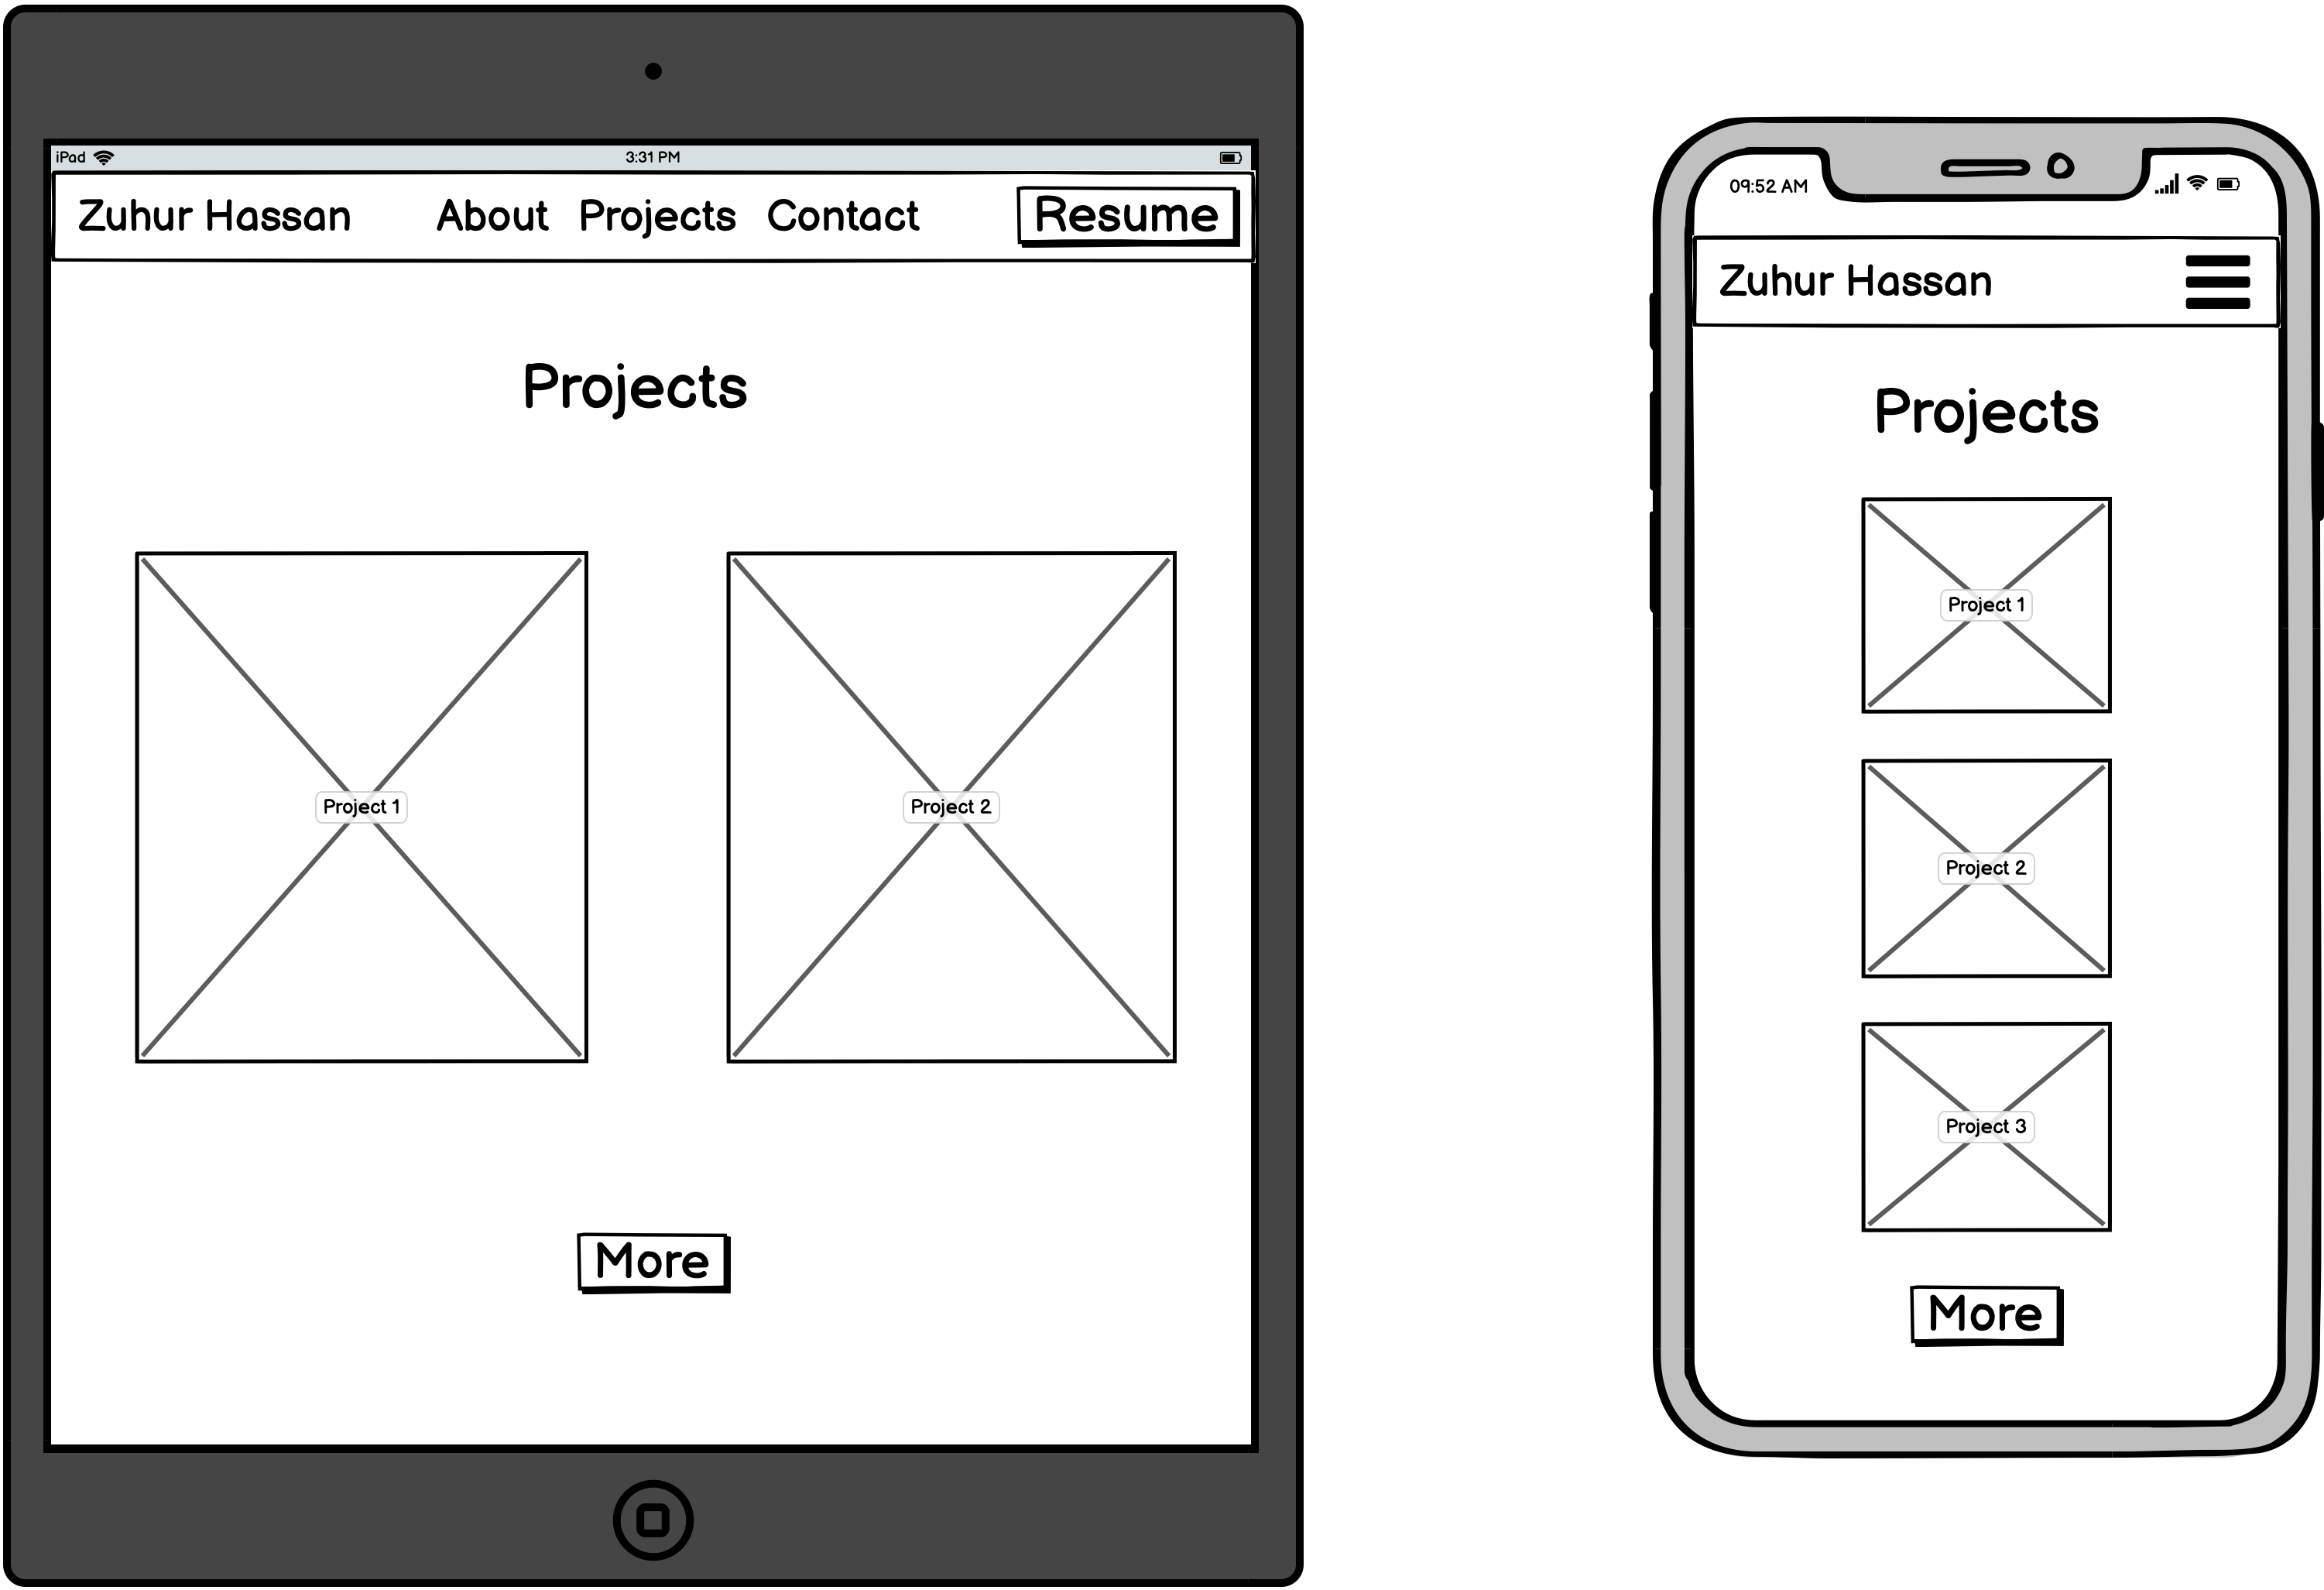 iPad 3:31 PM
Zuhur Hassan About Projects Contact Resume
Projects
Project 1 Project 2
More
09:52 AM
Zuhur Hassan
Projects
Project 1
Project 2
Project 3
More